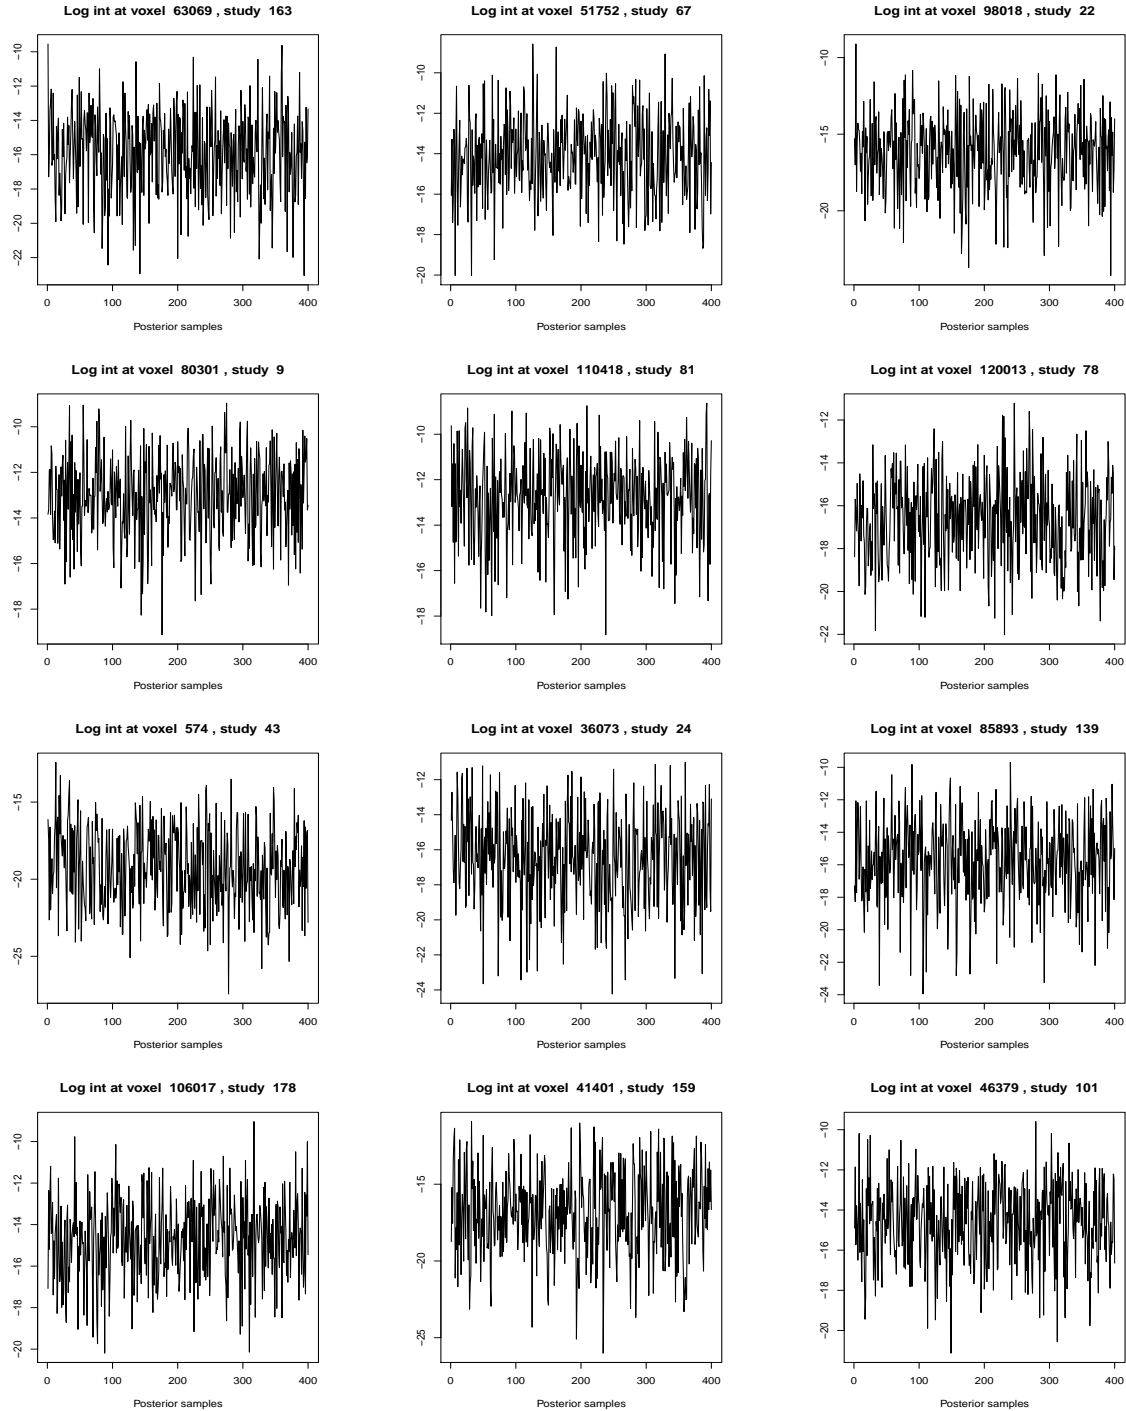 Log int at voxel 63069 , study 163
−10
−12
−14
−16
−18
−20
−22
0 100 200 300 400
Posterior samples
Log int at voxel 51752 , study 67
−10
−12
−14
−16
−18
−20
0 100 200 300 400
Posterior samples
Log int at voxel 98018 , study 22
−10
−15
−20
0 100 200 300 400
Posterior samples
Log int at voxel 80301 , study 9
−10
−12
−14
−16
−18
0 100 200 300 400
Posterior samples
Log int at voxel 110418 , study 81
−10
−12
−14
−16
−18
0 100 200 300 400
Posterior samples
Log int at voxel 120013 , study 78
−12
−14
−16
−18
−20
−22
0 100 200 300 400
Posterior samples
Log int at voxel 574 , study 43
−15
−20
−25
0 100 200 300 400
Posterior samples
Log int at voxel 36073 , study 24
−12
−14
−16
−18
−20
−22
−24
0 100 200 300 400
Posterior samples
Log int at voxel 85893 , study 139
−10
−12
−14
−16
−18
−20
−22
−24
0 100 200 300 400
Posterior samples
Log int at voxel 106017 , study 178
−10
−12
−14
−16
−18
−20
0 100 200 300 400
Posterior samples
Log int at voxel 41401 , study 159
−15
−20
−25
0 100 200 300 400
Posterior samples
Log int at voxel 46379 , study 101
−10
−12
−14
−16
−18
−20
0 100 200 300 400
Posterior samples